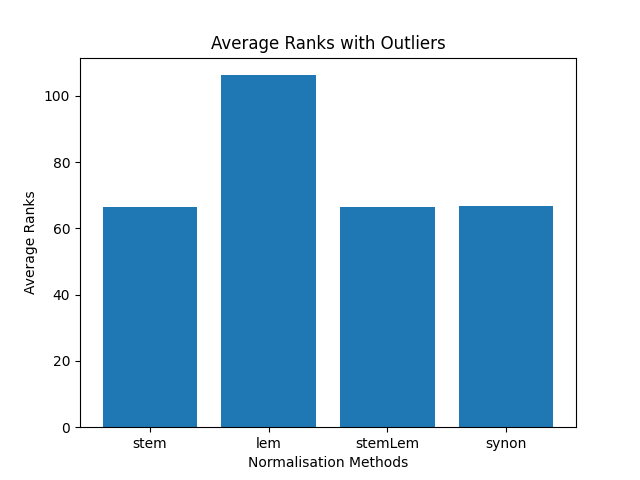 Average Ranks with Outliers
100
80
60
40
20
0
Average Ranks
stem lem stemLem synon
Normalisation Methods